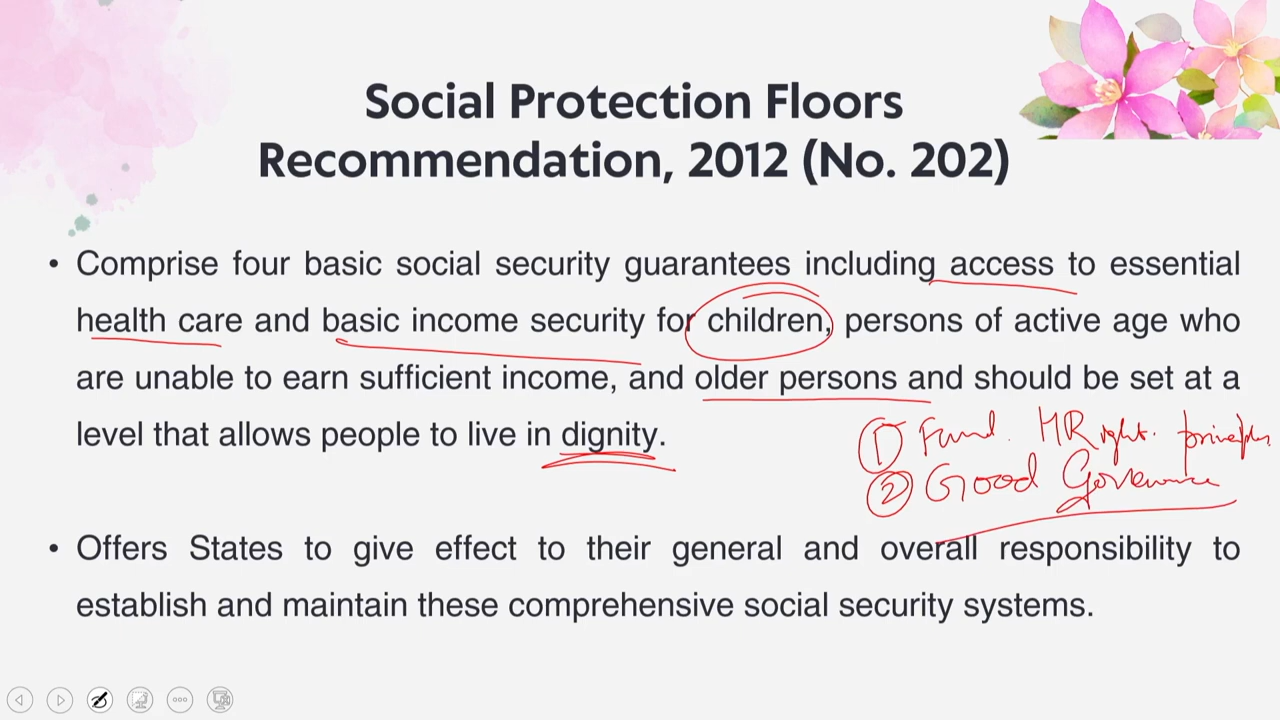 Social Protection Floors
Recommendation, 2012 (No. 202)
• Comprise four basic social security guarantees including access to essential
health care and basic income security for children, persons of active age who
are unable to earn sufficient income, and older persons and should be set at a
level that allows people to live in dignity.
① Fund. HRight. principles
② Good Governance
• Offers States to give effect to their general and overall responsibility to
establish and maintain these comprehensive social security systems.